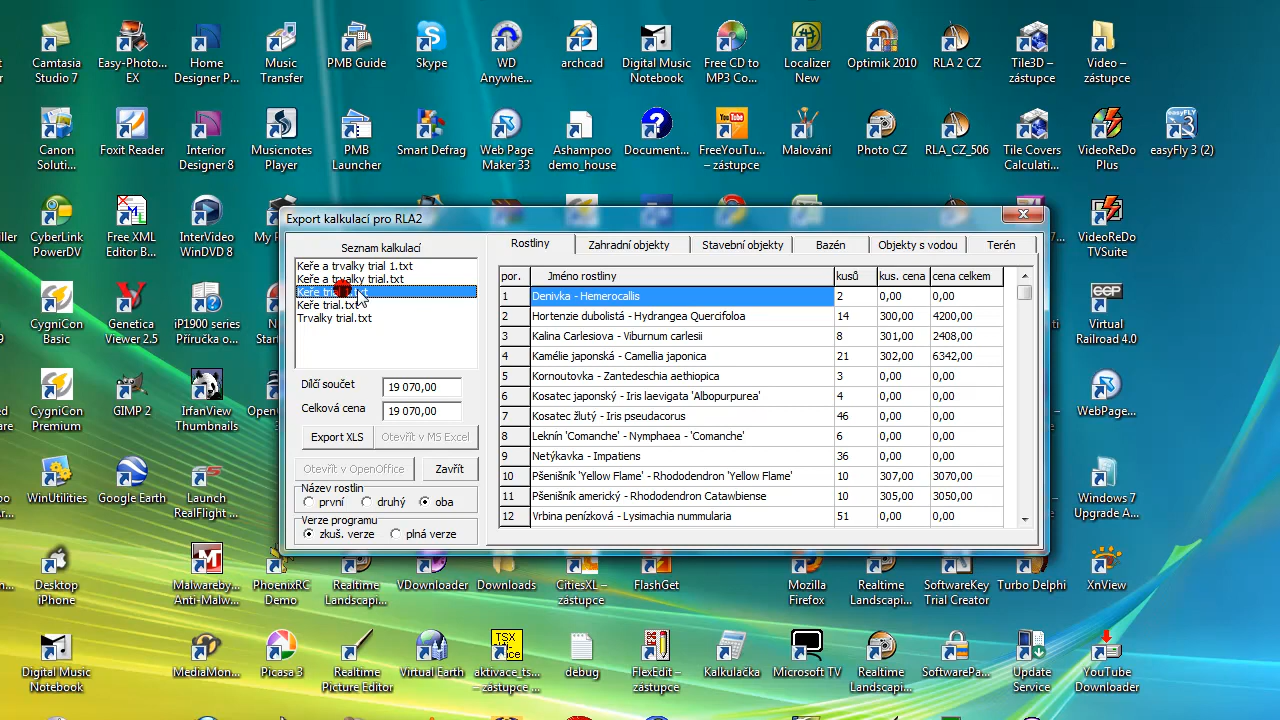 Camtasia Studio 7
Easy-Photo... EX
Home Designer P...
Music Transfer
PMB Guide
Skype
WD Anywhe...
archcad
Digital Music Notebook
Free CD to MP3 Co...
Localizer New
Optimik 2010
RLA 2 CZ
Tile3D – zástupce
Video – zástupce
Canon Soluti...
Foxit Reader
Interior Designer 8
Musicnotes Player
PMB Launcher
Smart Defrag
Web Page Maker 33
Ashampoo demo_house
Document...
FreeYouTu... – zástupce
Malování
Photo CZ
RLA_CZ_506
Tile Covers Calculati...
VideoReDo Plus
easyFLY 3 (2)
CyberLink PowerDV
Free XML Editor B...
InterVideo WinDVD 8
My P
VideoReDo TVSuite
CygniCon Basic
Genetica Viewer 2.5
iP1900 series Příručka o...
Virtual Railroad 4.0
CygniCon Premium
GIMP 2
IrfanView Thumbnails
WebPage...
WinUtilities
Google Earth
Launch RealFlight ...
Windows 7 Upgrade A...
Export kalkulací pro RLA2
Seznam kalkulací
Keře a trvalky trial 1.txt
Keře a trvalky trial.txt
Keře trial.txt
Trvalky trial.txt
Dílčí součet
19 070,00
Celková cena
19 070,00
Export XLS
Otevřít v MS Excel
Otevřít v OpenOffice
Zavřít
Název rostlin
první
druhý
oba
Verze programu
zkuš. verze
plná verze
Rostliny
Zahradní objekty
Stavební objekty
Bazén
Objekty s vodou
Terén
por. Jméno rostliny kusů kus. cena cena celkem
1 Denivka - Hemerocallis 2 0,00 0,00
2 Hortenzie dubolistá - Hydrangea Quercifoloa 14 300,00 4200,00
3 Kalina Carlesiova - Viburnum carlesii 8 301,00 2408,00
4 Kamélie japonská - Camellia japonica 21 302,00 6342,00
5 Kornoutovka - Zantedeschia aethiopica 3 0,00 0,00
6 Kosatec japonský - Iris laevigata 'Albopurpurea' 4 0,00 0,00
7 Kosatec žlutý - Iris pseudacorus 46 0,00 0,00
8 Leknín 'Comanche' - Nymphaea - 'Comanche' 6 0,00 0,00
9 Netýkavka - Impatiens 36 0,00 0,00
10 Pšenišník 'Yellow Flame' - Rhododendron 'Yellow Flame' 10 307,00 3070,00
11 Pšenišník americký - Rhododendron Catawbiense 10 305,00 3050,00
12 Vrbina penízková - Lysimachia nummularia 51 0,00 0,00
Desktop iPhone
Malwareby... Anti-Malw...
PhoenixRC Demo
Realtime Landscapi...
VDownloader
Downloads
CitiesXL – zástupce
FlashGet
Mozilla Firefox
Realtime Landscapi...
SoftwareKey Trial Creator
Turbo Delphi
XnView
Digital Music Notebook
MediaMon...
Picasa 3
Realtime Picture Editor
Virtual Earth
aktivace_ts... – zástupce
debug
FlexEdit – zástupce
Kalkulačka
Microsoft TV
Realtime Landscapi...
SoftwarePa...
Update Service
YouTube Downloader